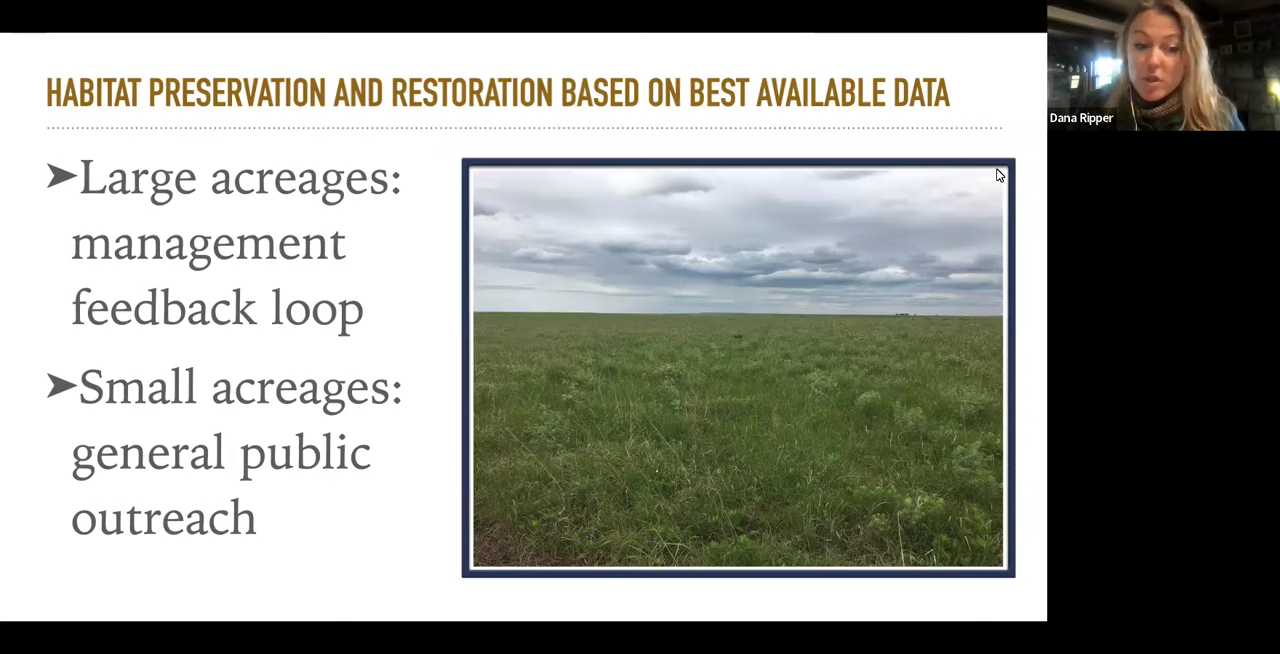 HABITAT PRESERVATION AND RESTORATION BASED ON BEST AVAILABLE DATA
➤Large acreages:
management
feedback loop
➤Small acreages:
general public
outreach
Dana Ripper